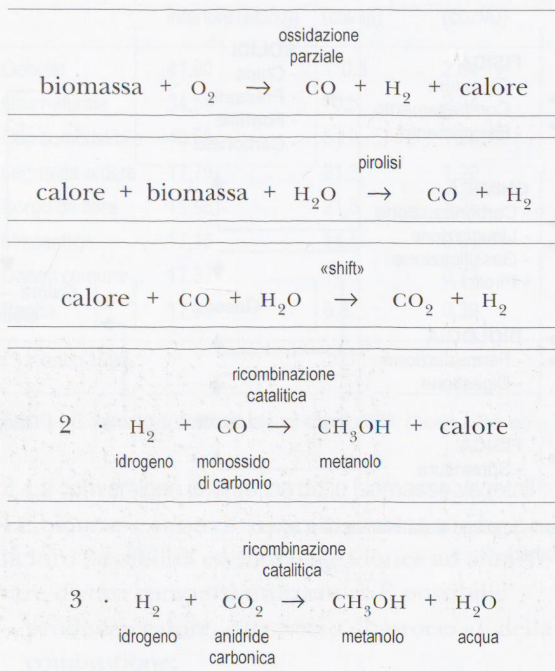 ossidazione
parziale
biomassa + O₂ → CO + H₂ + calore
pirolisi
calore + biomassa + H₂O → CO + H₂
«shift»
calore + CO + H₂O → CO₂ + H₂
ricombinazione
catalitica
2 H₂ + CO → CH₃OH + calore
idrogeno monossido metanolo
di carbonio
ricombinazione
catalitica
3 · H₂ + CO₂ → CH₃OH + H₂O
idrogeno anidride metanolo acqua
carbonica